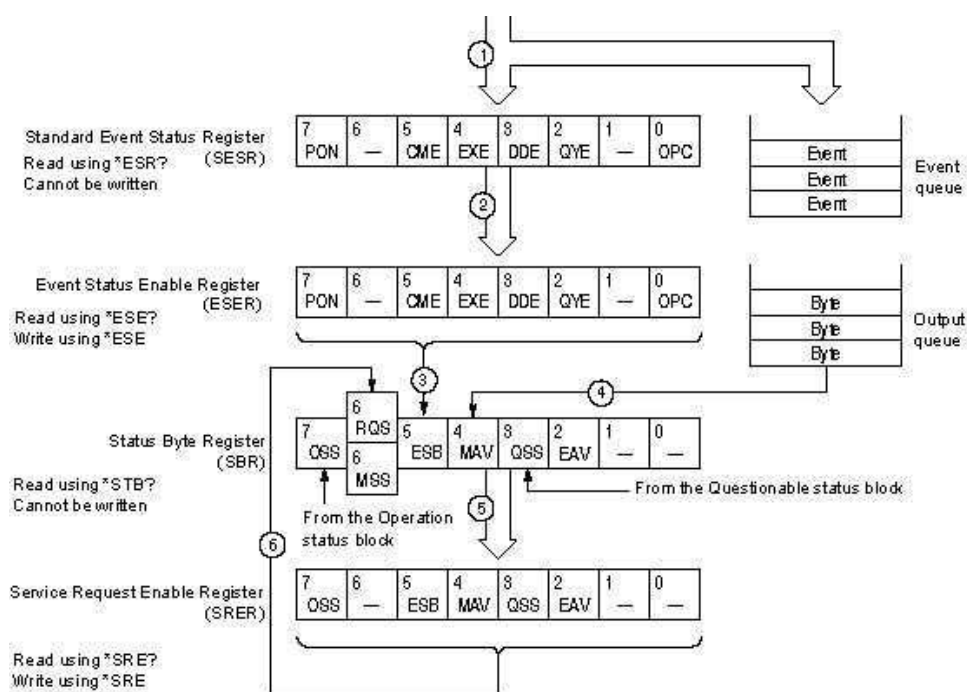 1
Standard Event Status Register
(SESR)
Read using *ESR?
Cannot be written
7 6 5 4 3 2 1 0
PON — CME EXE DDE QYE — OPC
Event
Event
Event
Event
queue
2
Event Status Enable Register
(ESER)
Read using *ESE?
Write using *ESE
7 6 5 4 3 2 1 0
PON — CME EXE DDE QYE — OPC
Byte
Byte
Byte
Output
queue
3
4
Status Byte Register
(SBR)
Read using *STB?
Cannot be written
6
RQS
7 5 4 3 2 1 0
OSS ESB MAV QSS EAV — —
6
MSS
From the Operation
status block
5
From the Questionable status block
6
Service Request Enable Register
(SRER)
Read using *SRE?
Write using *SRE
7 6 5 4 3 2 1 0
OSS — ESB MAV QSS EAV — —